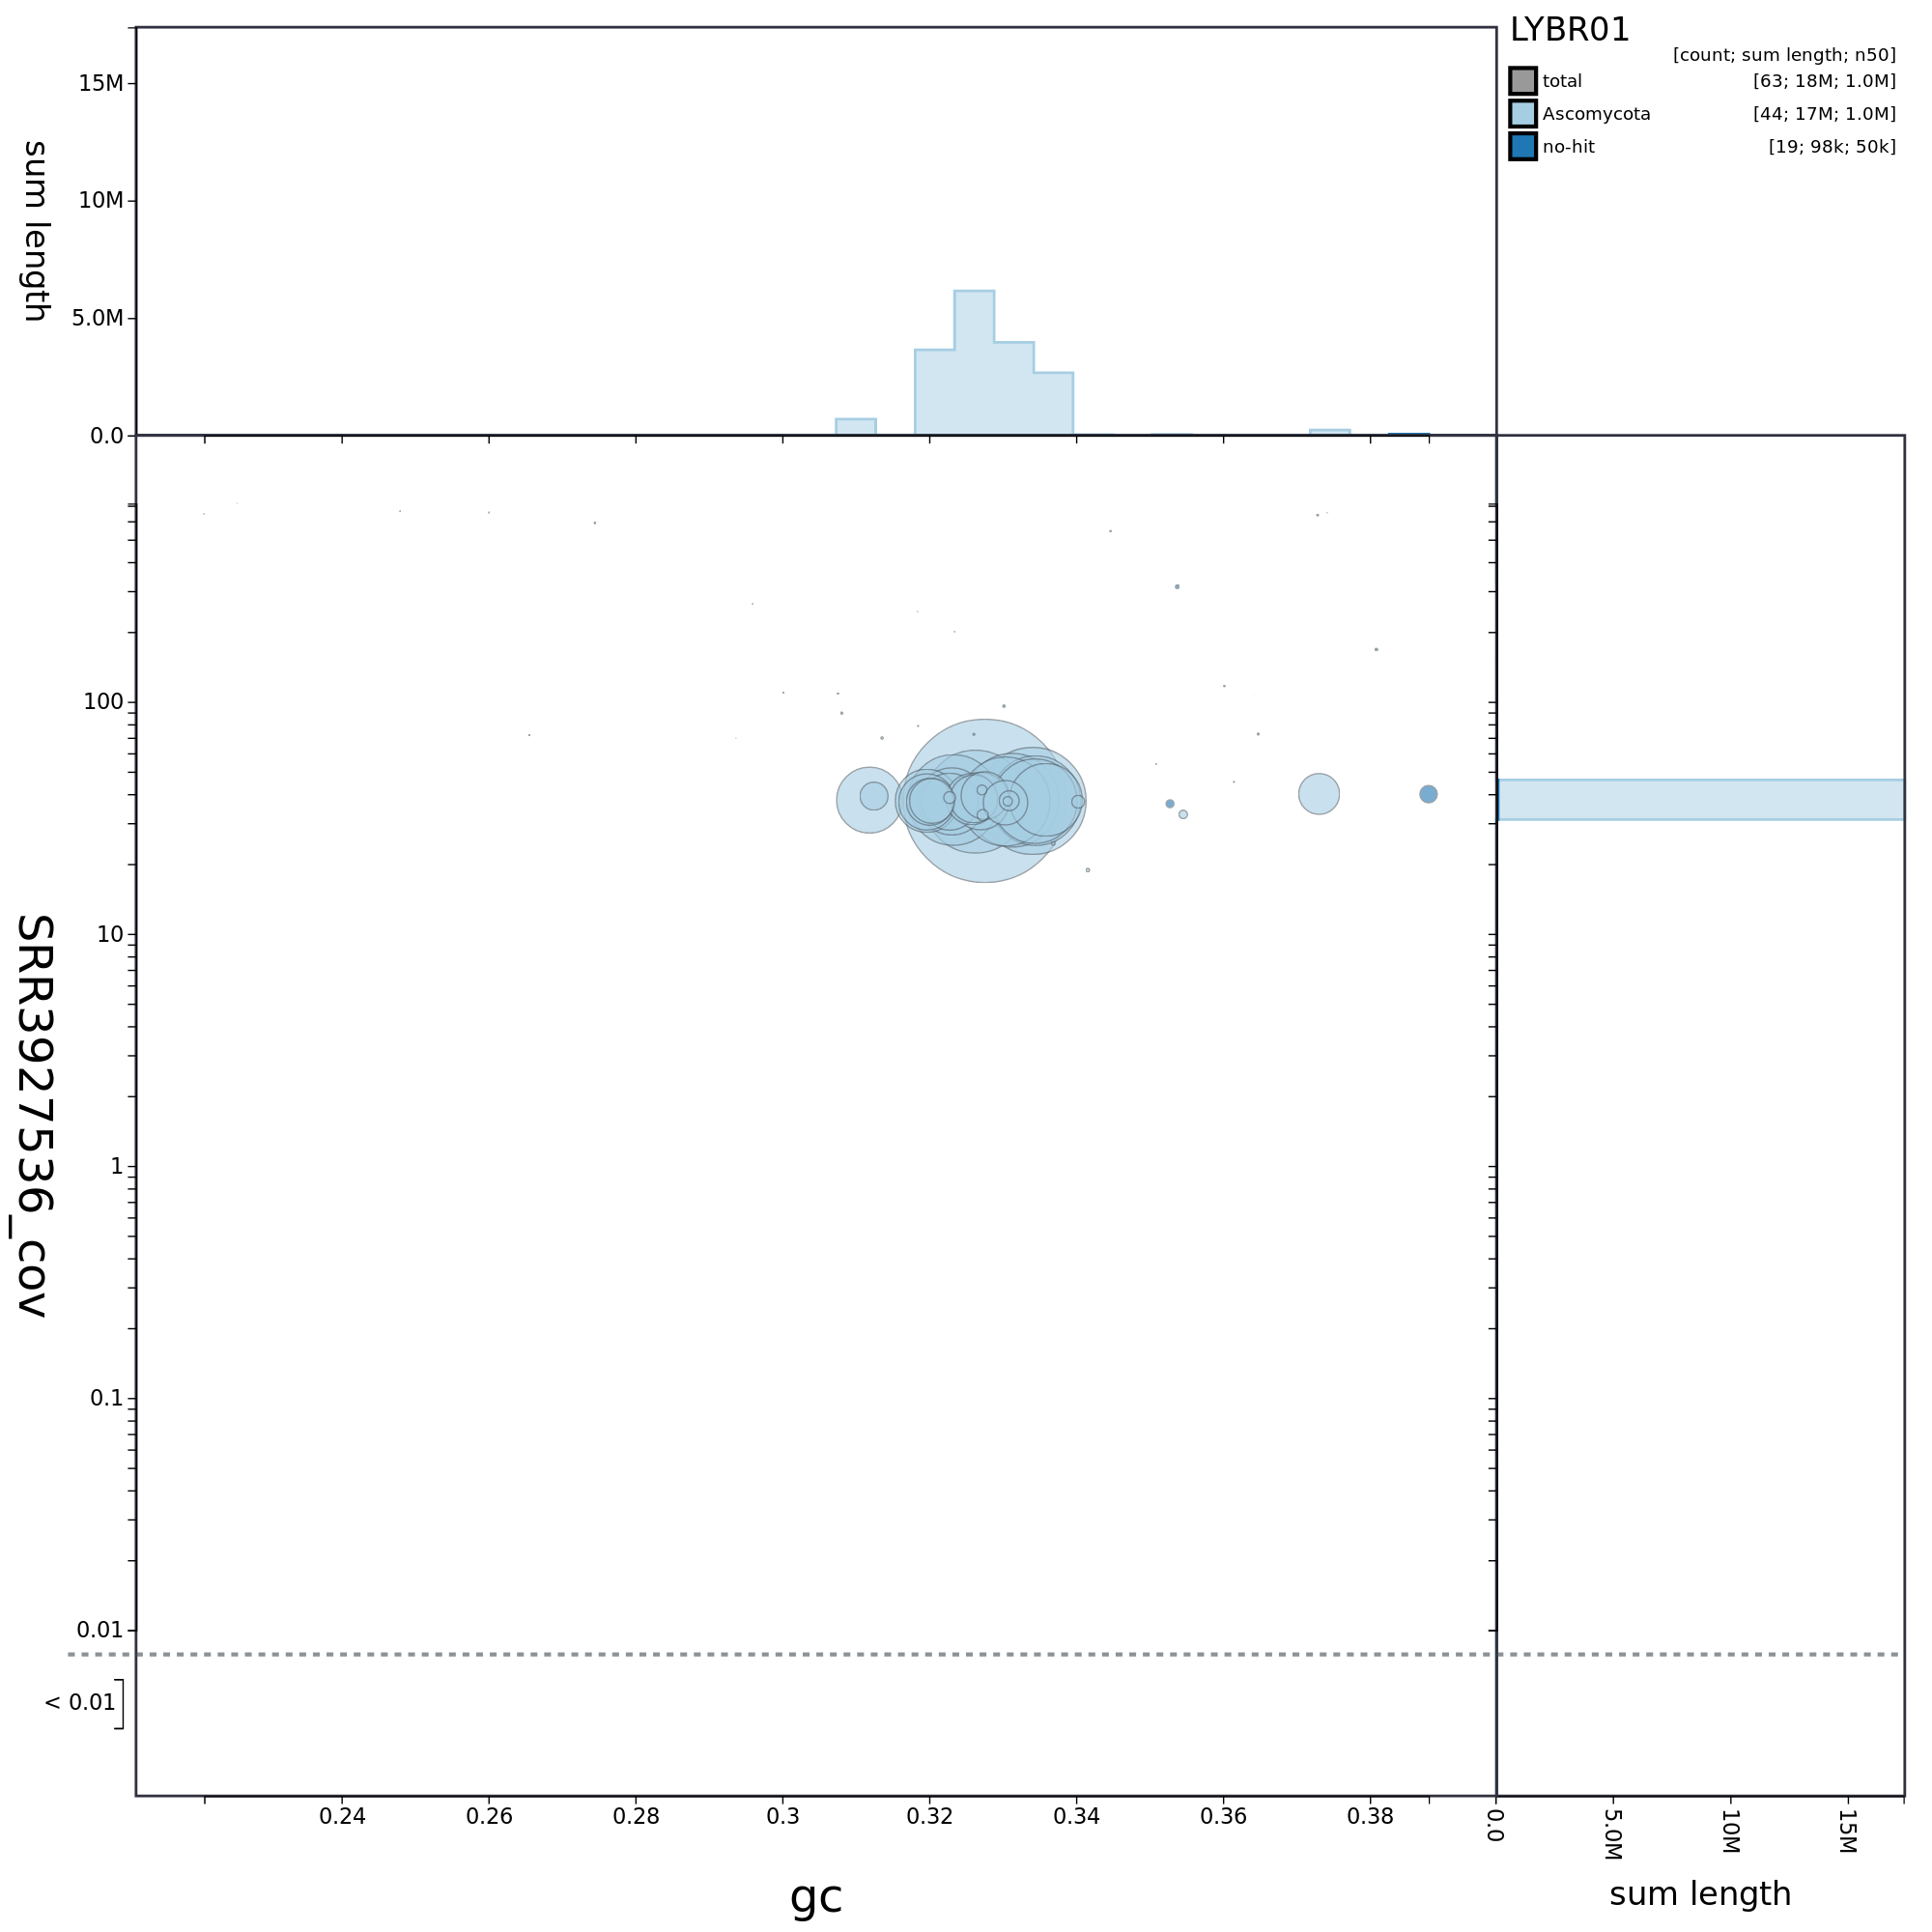 LYBR01
[count; sum length; n50]
total [63; 18M; 1.0M]
Ascomycota [44; 17M; 1.0M]
no-hit [19; 98k; 50k]
sum length
15M
10M
5.0M
0.0
SRR3927536_cov
100
10
1
0.1
0.01
< 0.01
0.24 0.26 0.28 0.3 0.32 0.34 0.36 0.38
gc
0.0 5.0M 10M 15M
sum length